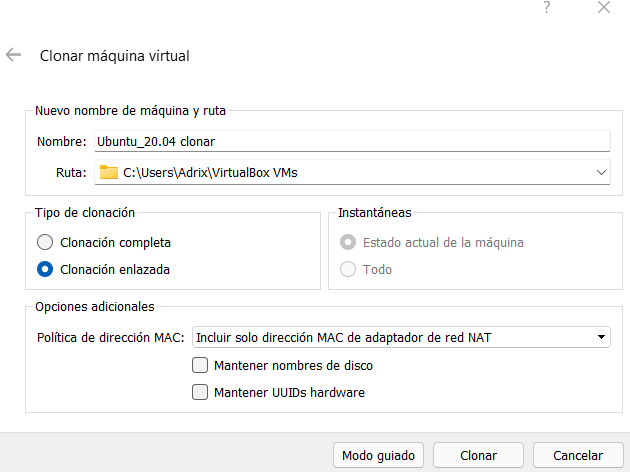 ?
Clonar máquina virtual
Nuevo nombre de máquina y ruta
Nombre: Ubuntu_20.04 clonar
Ruta: C:\Users\Adrix\VirtualBox VMs
Tipo de clonación
Clonación completa
Clonación enlazada
Instantáneas
Estado actual de la máquina
Todo
Opciones adicionales
Política de dirección MAC: Incluir solo dirección MAC de adaptador de red NAT
Mantener nombres de disco
Mantener UUIDs hardware
Modo guiado Clonar Cancelar